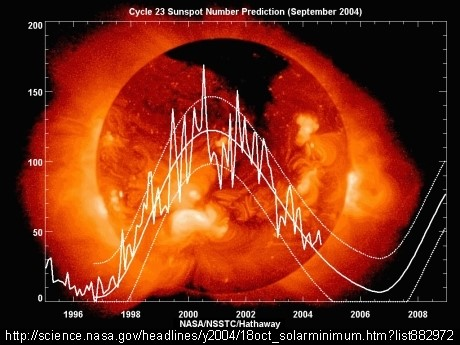 Cycle 23 Sunspot Number Prediction (September 2004)
200
150
100
50
0
1996 1998 2000 2002 2004 2006 2008
NASA/NSSTC/Hathaway
http://science.nasa.gov/headlines/y2004/18oct_solarminimum.htm?list882972